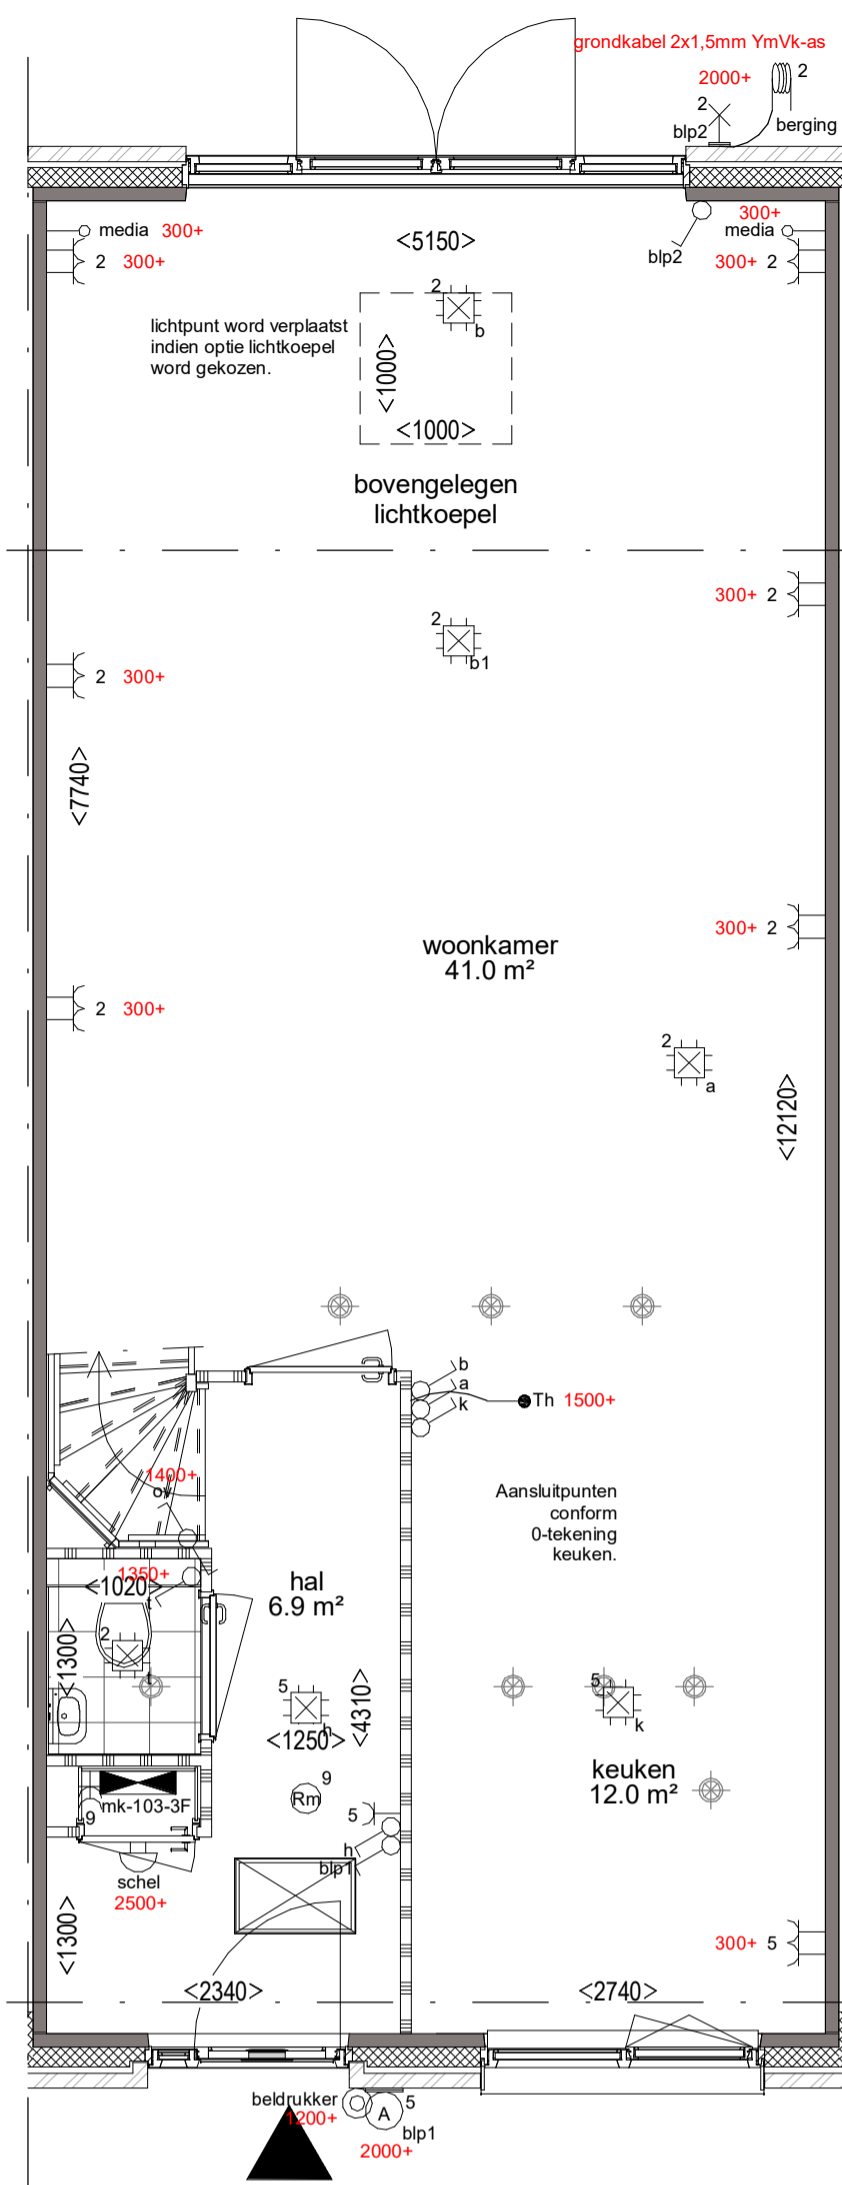 grondkabel 2x1,5mm YmVk-as
2000+
2
2
blp2
berging
media 300+
2 300+
<5150>
300+
media
blp2
300+ 2
2
b
lichtpunt word verplaatst
indien optie lichtkoepel
word gekozen.
<1000>
<1000>
bovengelegen
lichtkoepel
300+ 2
2
b1
2 300+
<7740>
300+ 2
woonkamer
41.0 m²
2 300+
2
a
<12120>
b
a
k
Th 1500+
1400+
Aansluitpunten
conform
0-tekening
keuken.
1350+
<1020>
t
hal
6.9 m²
2
<1300>
t
5
h
<4310>
<1250>
5
k
keuken
12.0 m²
9
Rm
mk-103-3F
9
5
h
blp1
schel
2500+
<1300>
300+ 5
<2340>
<2740>
beldrukker
1200+
A
5
blp1
2000+